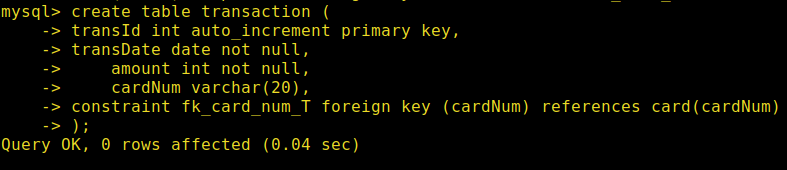 mysql> create table transaction (
    -> transId int auto_increment primary key,
    -> transDate date not null,
    ->     amount int not null,
    ->     cardNum varchar(20),
    -> constraint fk_card_num_T foreign key (cardNum) references card(cardNum)
    -> );
Query OK, 0 rows affected (0.04 sec)